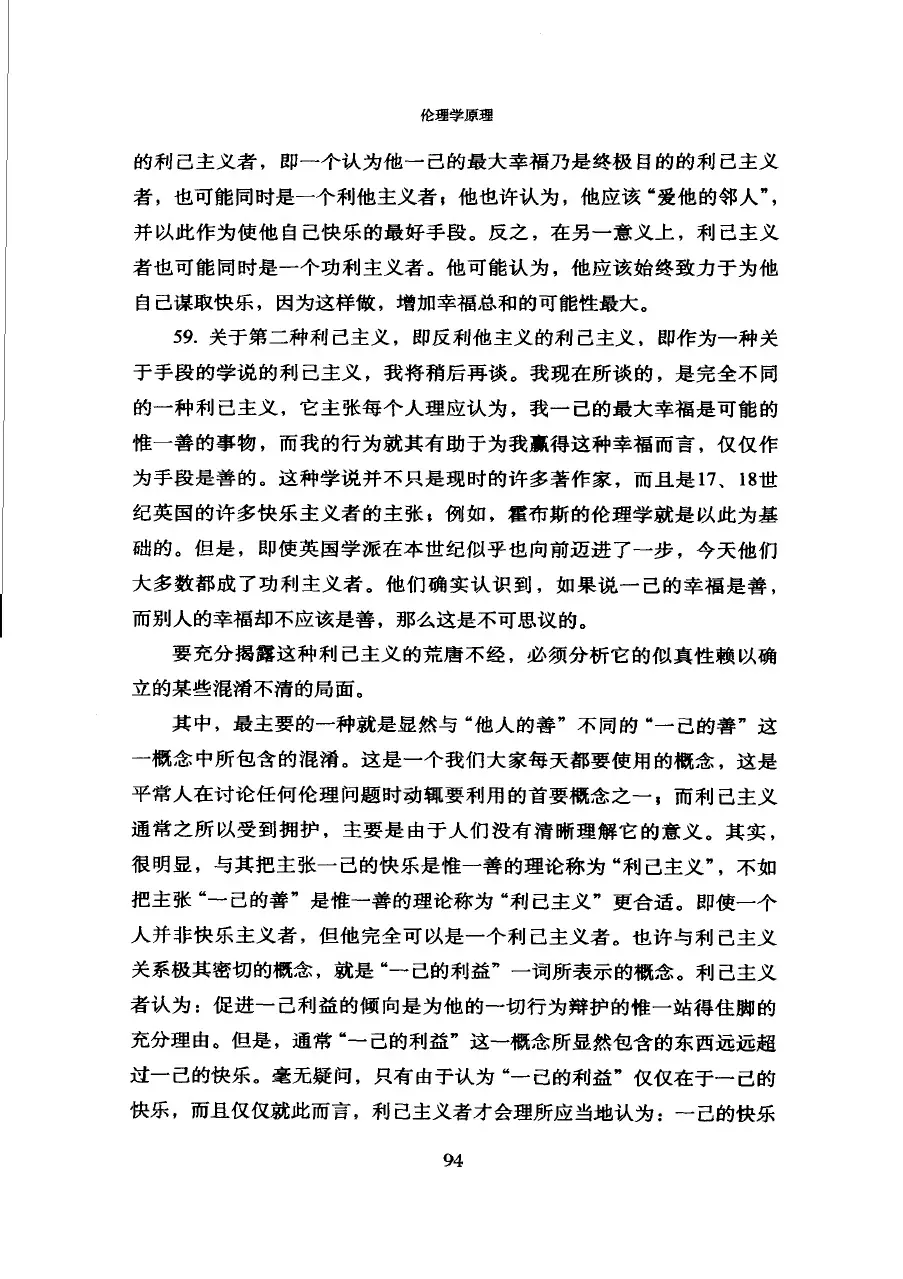 伦理学原理
的利己主义者，即一个认为他一己的最大幸福乃是终极目的的利己主义
者，也可能同时是一个利他主义者；他也许认为，他应该“爱他的邻人”，
并以此作为使他自己快乐的最好手段。反之，在另一意义上，利己主义
者也可能同时是一个功利主义者。他可能认为，他应该始终致力于为他
自己谋取快乐，因为这样做，增加幸福总和的可能性最大。
59. 关于第二种利己主义，即反利他主义的利己主义，即作为一种关
于手段的学说的利己主义，我将稍后再谈。我现在所谈的，是完全不同
的一种利己主义，它主张每个人理应认为，我一己的最大幸福是可能的
惟一善的事物，而我的行为就其有助于为我赢得这种幸福而言，仅仅作
为手段是善的。这种学说并不只是现时的许多著作家，而且是17、18世
纪英国的许多快乐主义者的主张；例如，霍布斯的伦理学就是以此为基
础的。但是，即使英国学派在本世纪似乎也向前迈进了一步，今天他们
大多数都成了功利主义者。他们确实认识到，如果说一己的幸福是善，
而别人的幸福却不应该是善，那么这是不可思议的。
要充分揭露这种利己主义的荒唐不经，必须分析它的似真性赖以确
立的某些混淆不清的局面。
其中，最主要的一种就是显然与“他人的善”不同的“一己的善”这
一概念中所包含的混淆。这是一个我们大家每天都要使用的概念，这是
平常人在讨论任何伦理问题时动辄要利用的首要概念之一；而利己主义
通常之所以受到拥护，主要是由于人们没有清晰理解它的意义。其实，
很明显，与其把主张一己的快乐是惟一善的理论称为“利己主义”，不如
把主张“一己的善”是惟一善的理论称为“利己主义”更合适。即使一个
人并非快乐主义者，但他完全可以是一个利己主义者。也许与利己主义
关系极其密切的概念，就是“一己的利益”一词所表示的概念。利己主义
者认为：促进一己利益的倾向是为他的一切行为辩护的惟一站得住脚的
充分理由。但是，通常“一己的利益”这一概念所显然包含的东西远远超
过一己的快乐。毫无疑问，只有由于认为“一己的利益”仅仅在于一己的
快乐，而且仅仅就此而言，利己主义者才会理所应当地认为：一己的快乐
94